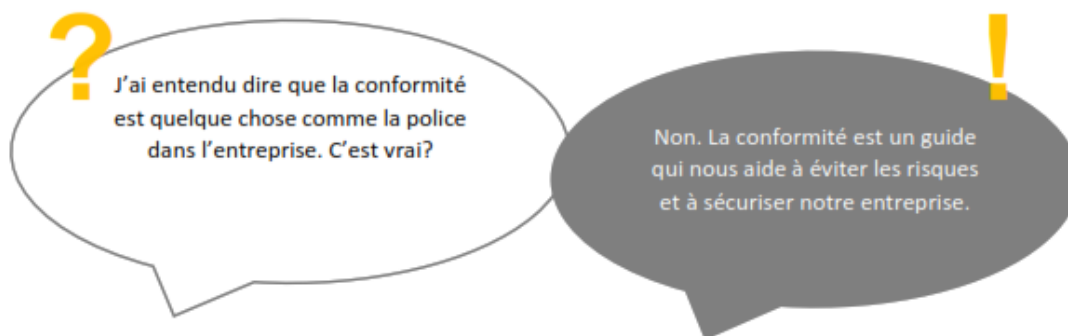 ?
J'ai entendu dire que la conformité
est quelque chose comme la police
dans l'entreprise. C'est vrai?
!
Non. La conformité est un guide
qui nous aide à éviter les risques
et à sécuriser notre entreprise.